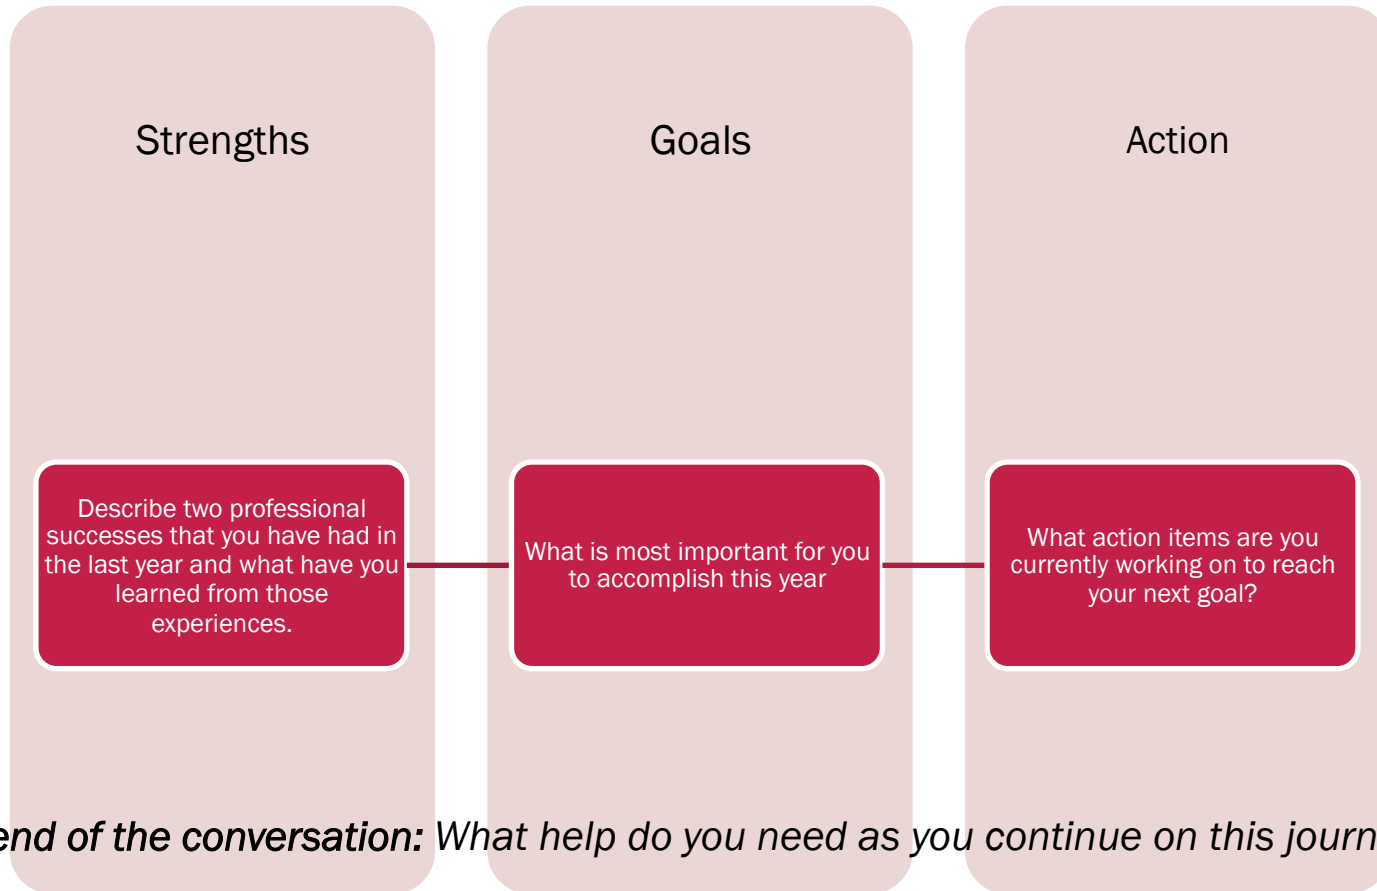 Strengths
Goals
Action
Describe two professional
successes that you have had in
the last year and what have you
learned from those
experiences.
What is most important for you
to accomplish this year
What action items are you
currently working on to reach
your next goal?
end of the conversation: What help do you need as you continue on this journ